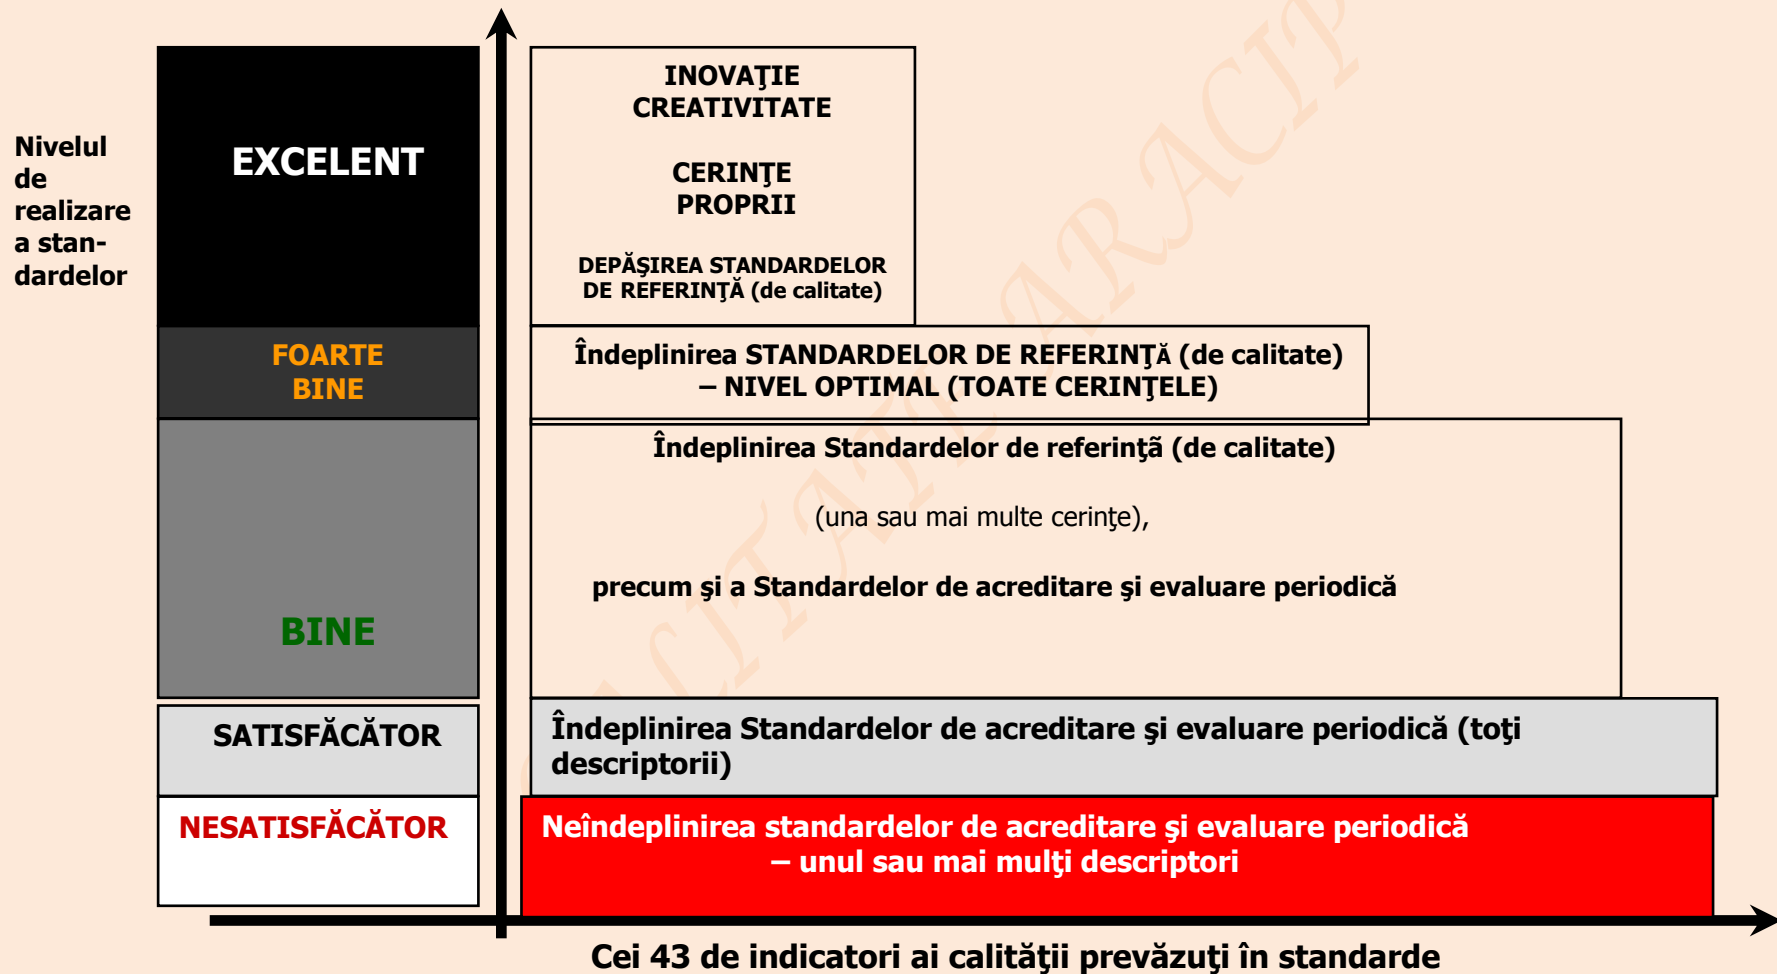 Nivelul
de
realizare
a stan-
dardelor
EXCELENT
INOVAŢIE
CREATIVITATE
CERINŢE
PROPRII
DEPĂŞIREA STANDARDELOR
DE REFERINŢĂ (de calitate)
FOARTE
BINE
Îndeplinirea STANDARDELOR DE REFERINŢĂ (de calitate)
– NIVEL OPTIMAL (TOATE CERINŢELE)
BINE
Îndeplinirea Standardelor de referinţã (de calitate)
(una sau mai multe cerinţe),
precum şi a Standardelor de acreditare şi evaluare periodică
SATISFĂCĂTOR
Îndeplinirea Standardelor de acreditare şi evaluare periodică (toţi
descriptorii)
NESATISFĂCĂTOR
Neîndeplinirea standardelor de acreditare şi evaluare periodică
– unul sau mai mulţi descriptori
Cei 43 de indicatori ai calităţii prevăzuţi în standarde
ARACIP